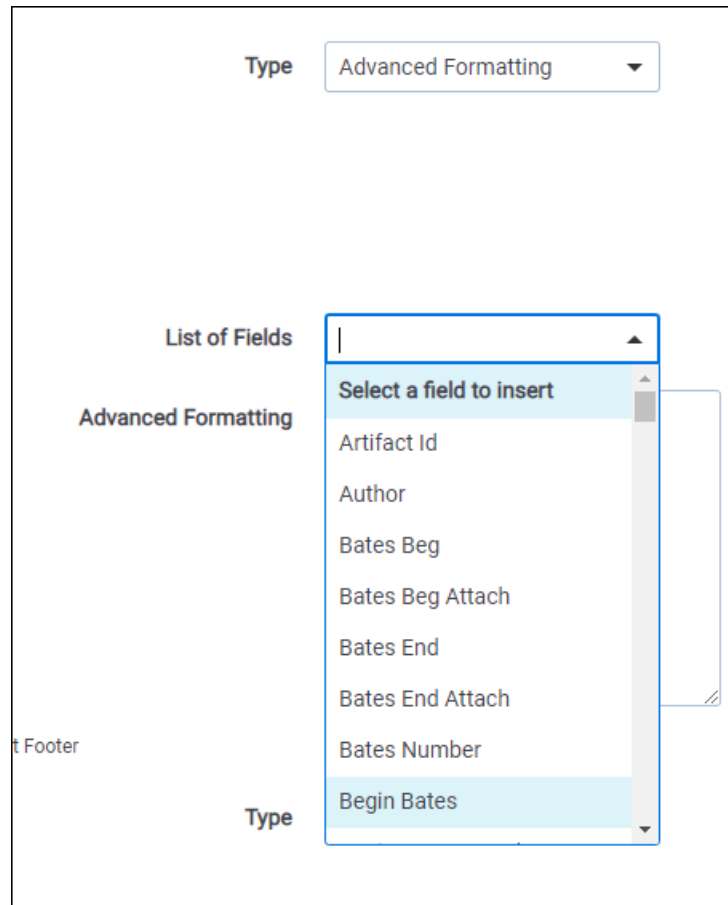 Type
Advanced Formatting
List of Fields
Select a field to insert
Advanced Formatting
Artifact Id
Author
Bates Beg
Bates Beg Attach
Bates End
Bates End Attach
Bates Number
t Footer
Begin Bates
Type